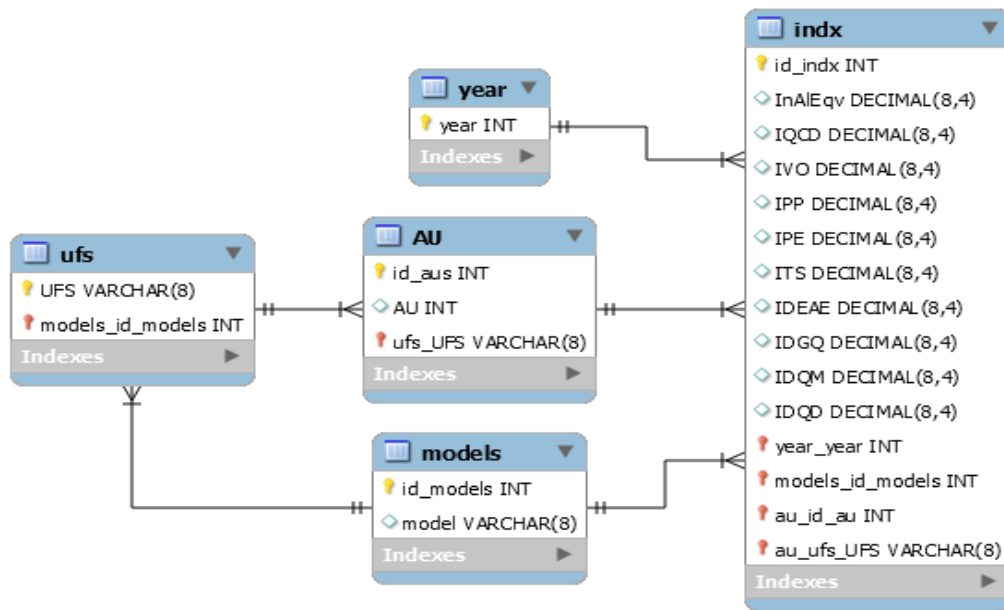 year
year INT
Indexes
ufs
UFS VARCHAR(8)
models_id_models INT
Indexes
AU
id_aus INT
AU INT
ufs_UFS VARCHAR(8)
Indexes
models
id_models INT
model VARCHAR(8)
Indexes
indx
id_indx INT
InAlEqv DECIMAL(8,4)
IQCD DECIMAL(8,4)
IVO DECIMAL(8,4)
IPP DECIMAL(8,4)
IPE DECIMAL(8,4)
ITS DECIMAL(8,4)
IDEAE DECIMAL(8,4)
IDGQ DECIMAL(8,4)
IDQM DECIMAL(8,4)
IDQD DECIMAL(8,4)
year_year INT
models_id_models INT
au_id_au INT
au_ufs_UFS VARCHAR(8)
Indexes